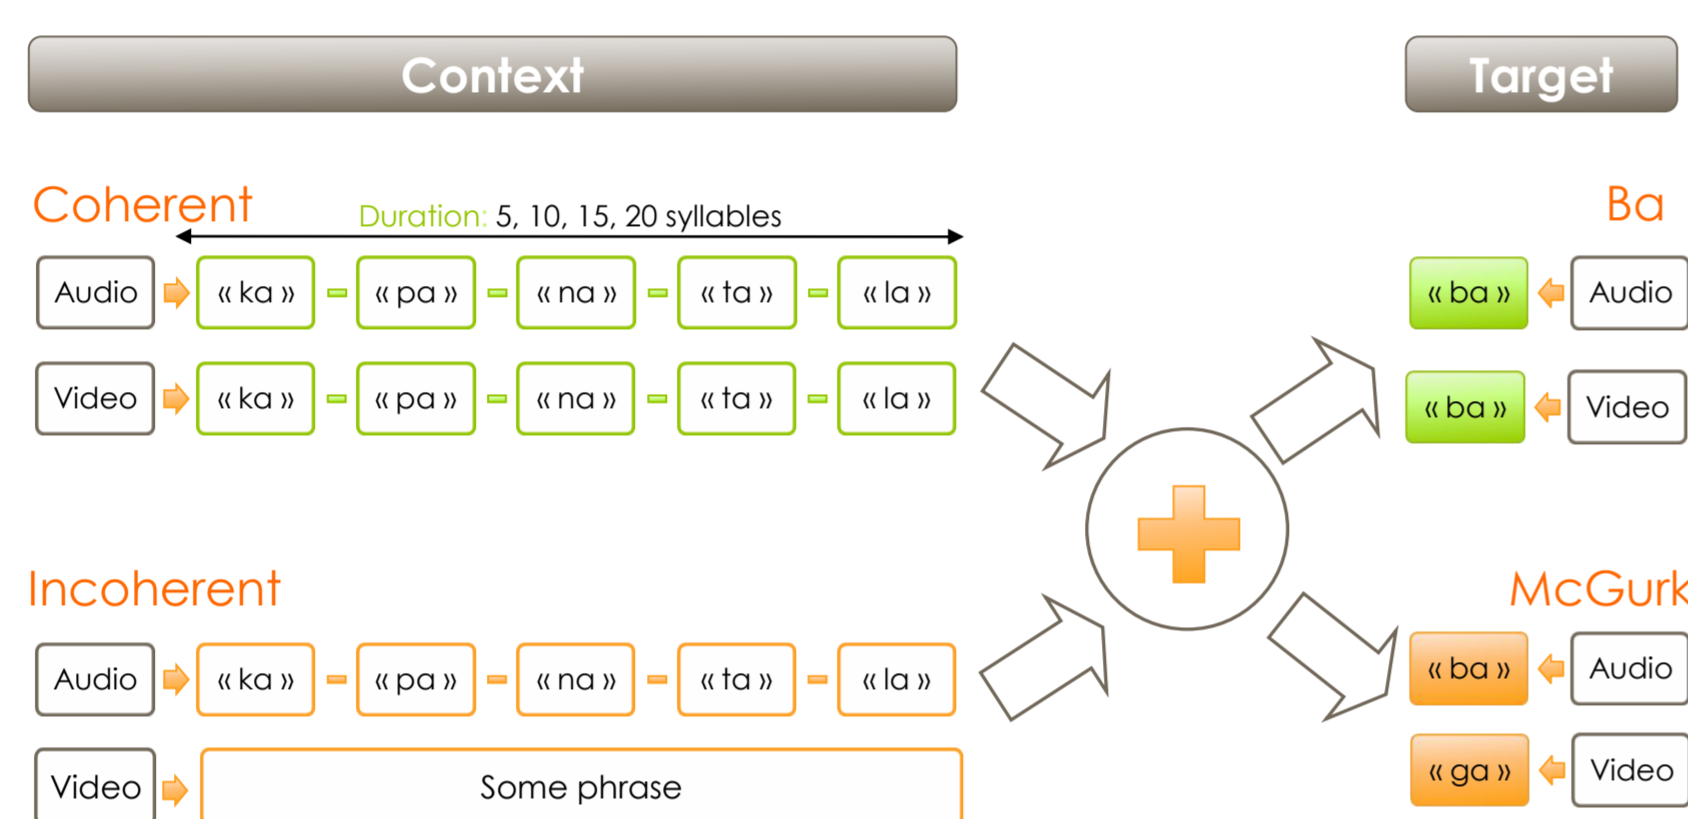 Context
Target
Coherent
Duration: 5, 10, 15, 20 syllables
Ba
Audio « ka » « pa » « na » « ta » « la »
« ba » Audio
Video « ka » « pa » « na » « ta » « la »
« ba » Video
Incoherent
McGurk
Audio « ka » « pa » « na » « ta » « la »
« ba » Audio
Video Some phrase
« ga » Video